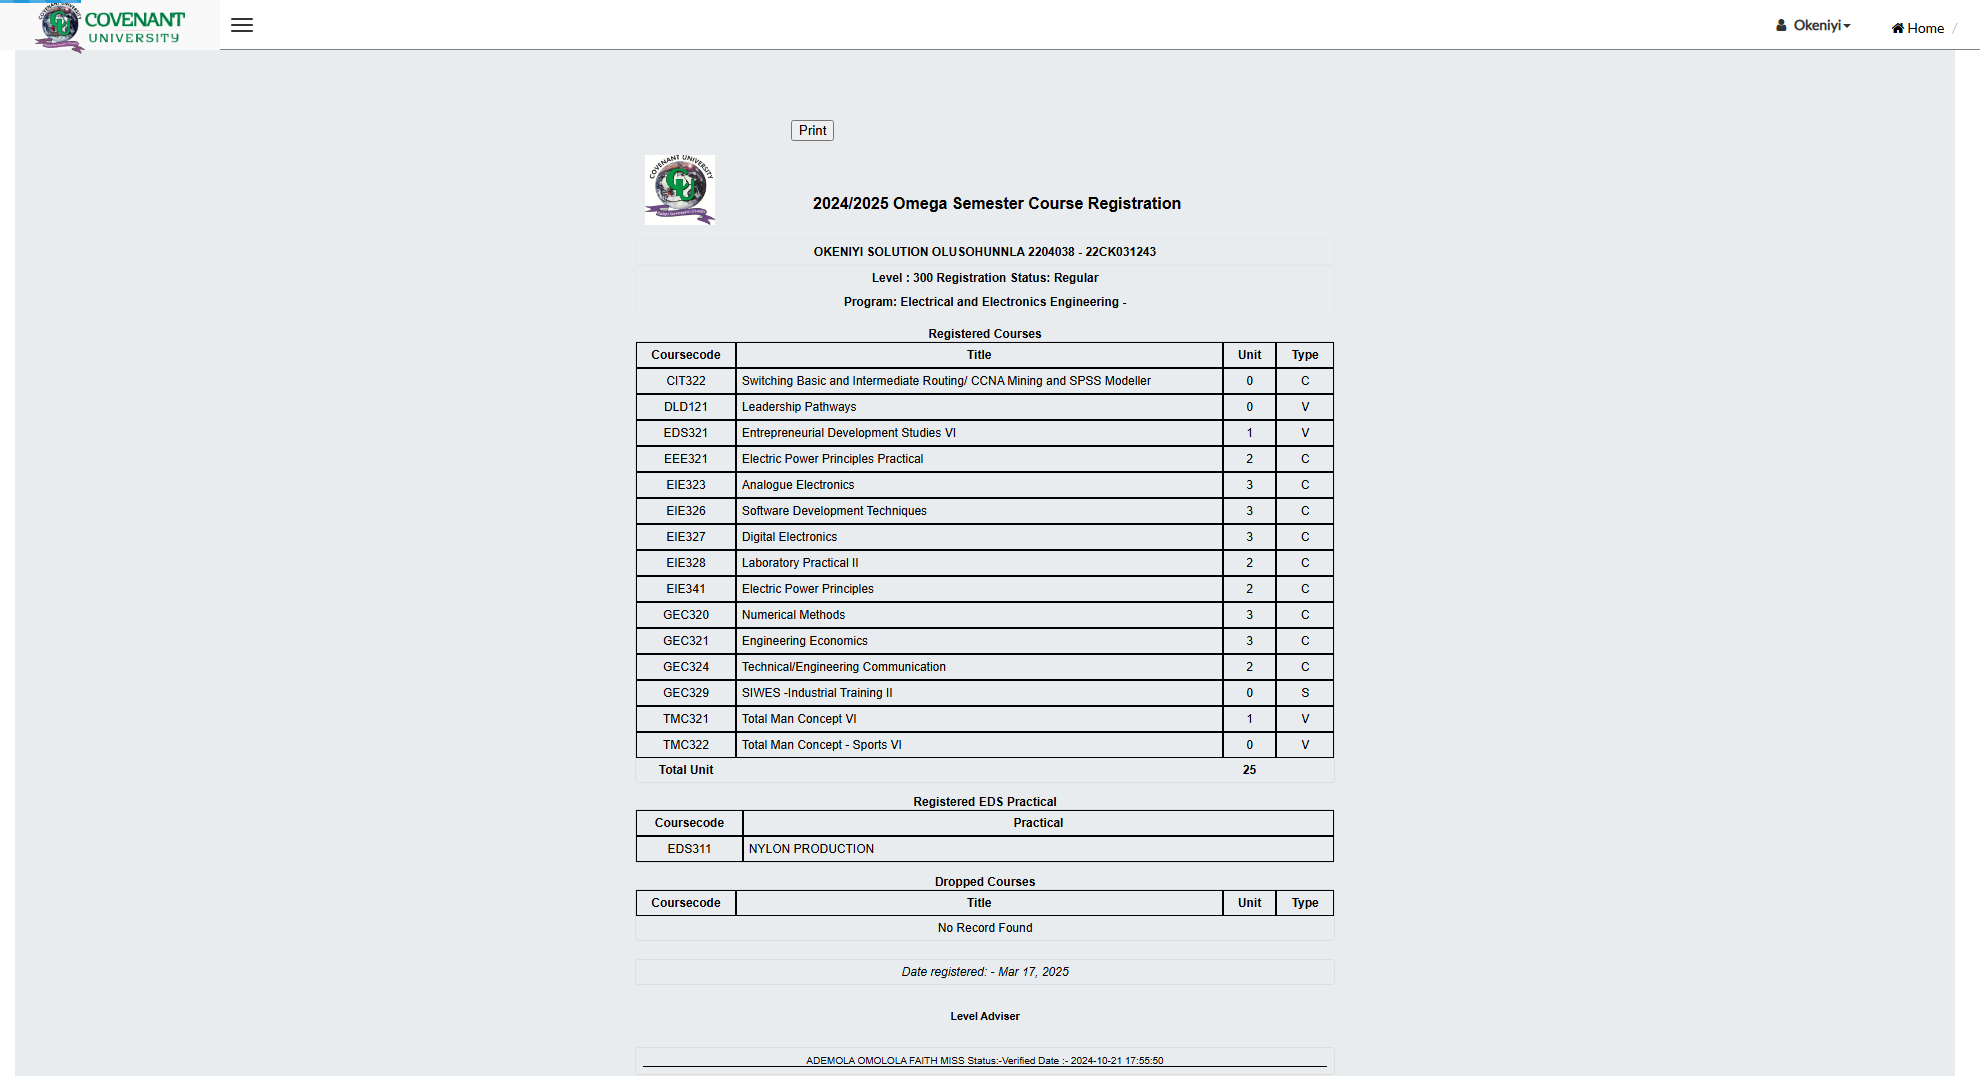 COVENANT
UNIVERSITY
Okeniyi
Home /
Print
COVENANT UNIVERSITY
2024/2025 Omega Semester Course Registration
OKENIYI SOLUTION OLUSOHUNNLA 2204038 - 22CK031243
Level : 300 Registration Status: Regular
Program: Electrical and Electronics Engineering -
Registered Courses
Coursecode Title Unit Type
CIT322 Switching Basic and Intermediate Routing/ CCNA Mining and SPSS Modeller 0 C
DLD121 Leadership Pathways 0 V
EDS321 Entrepreneurial Development Studies VI 1 V
EEE321 Electric Power Principles Practical 2 C
EIE323 Analogue Electronics 3 C
EIE326 Software Development Techniques 3 C
EIE327 Digital Electronics 3 C
EIE328 Laboratory Practical II 2 C
EIE341 Electric Power Principles 2 C
GEC320 Numerical Methods 3 C
GEC321 Engineering Economics 3 C
GEC324 Technical/Engineering Communication 2 C
GEC329 SIWES -Industrial Training II 0 S
TMC321 Total Man Concept VI 1 V
TMC322 Total Man Concept - Sports VI 0 V
Total Unit 25
Registered EDS Practical
Coursecode Practical
EDS311 NYLON PRODUCTION
Dropped Courses
Coursecode Title Unit Type
No Record Found
Date registered: - Mar 17, 2025
Level Adviser
ADEMOLA OMOLOLA FAITH MISS Status:-Verified Date :- 2024-10-21 17:55:50